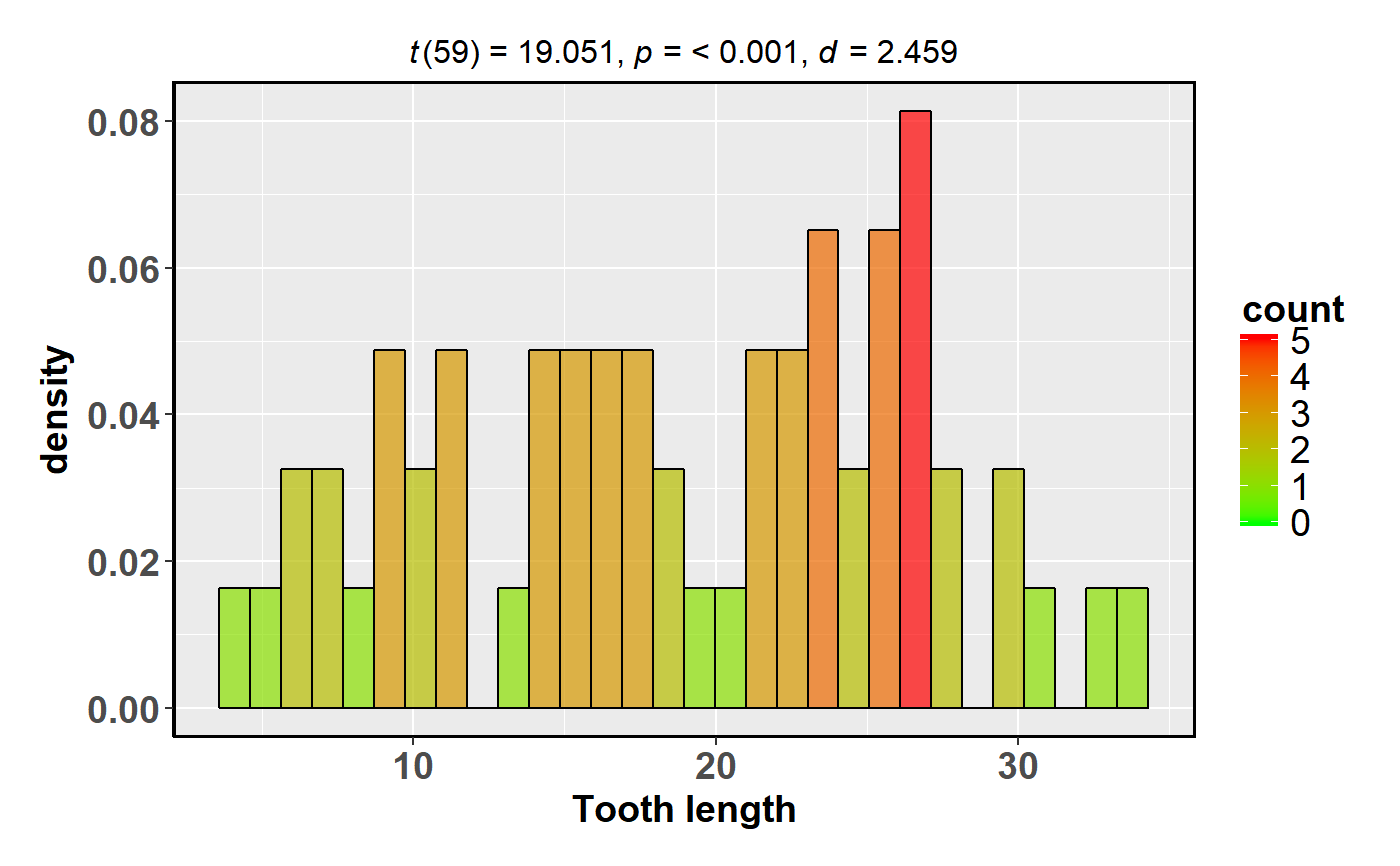 t(59) = 19.051, p = < 0.001, d = 2.459
0.08
0.06
0.04
0.02
0.00
density
10 20 30
Tooth length
count
5
4
3
2
1
0